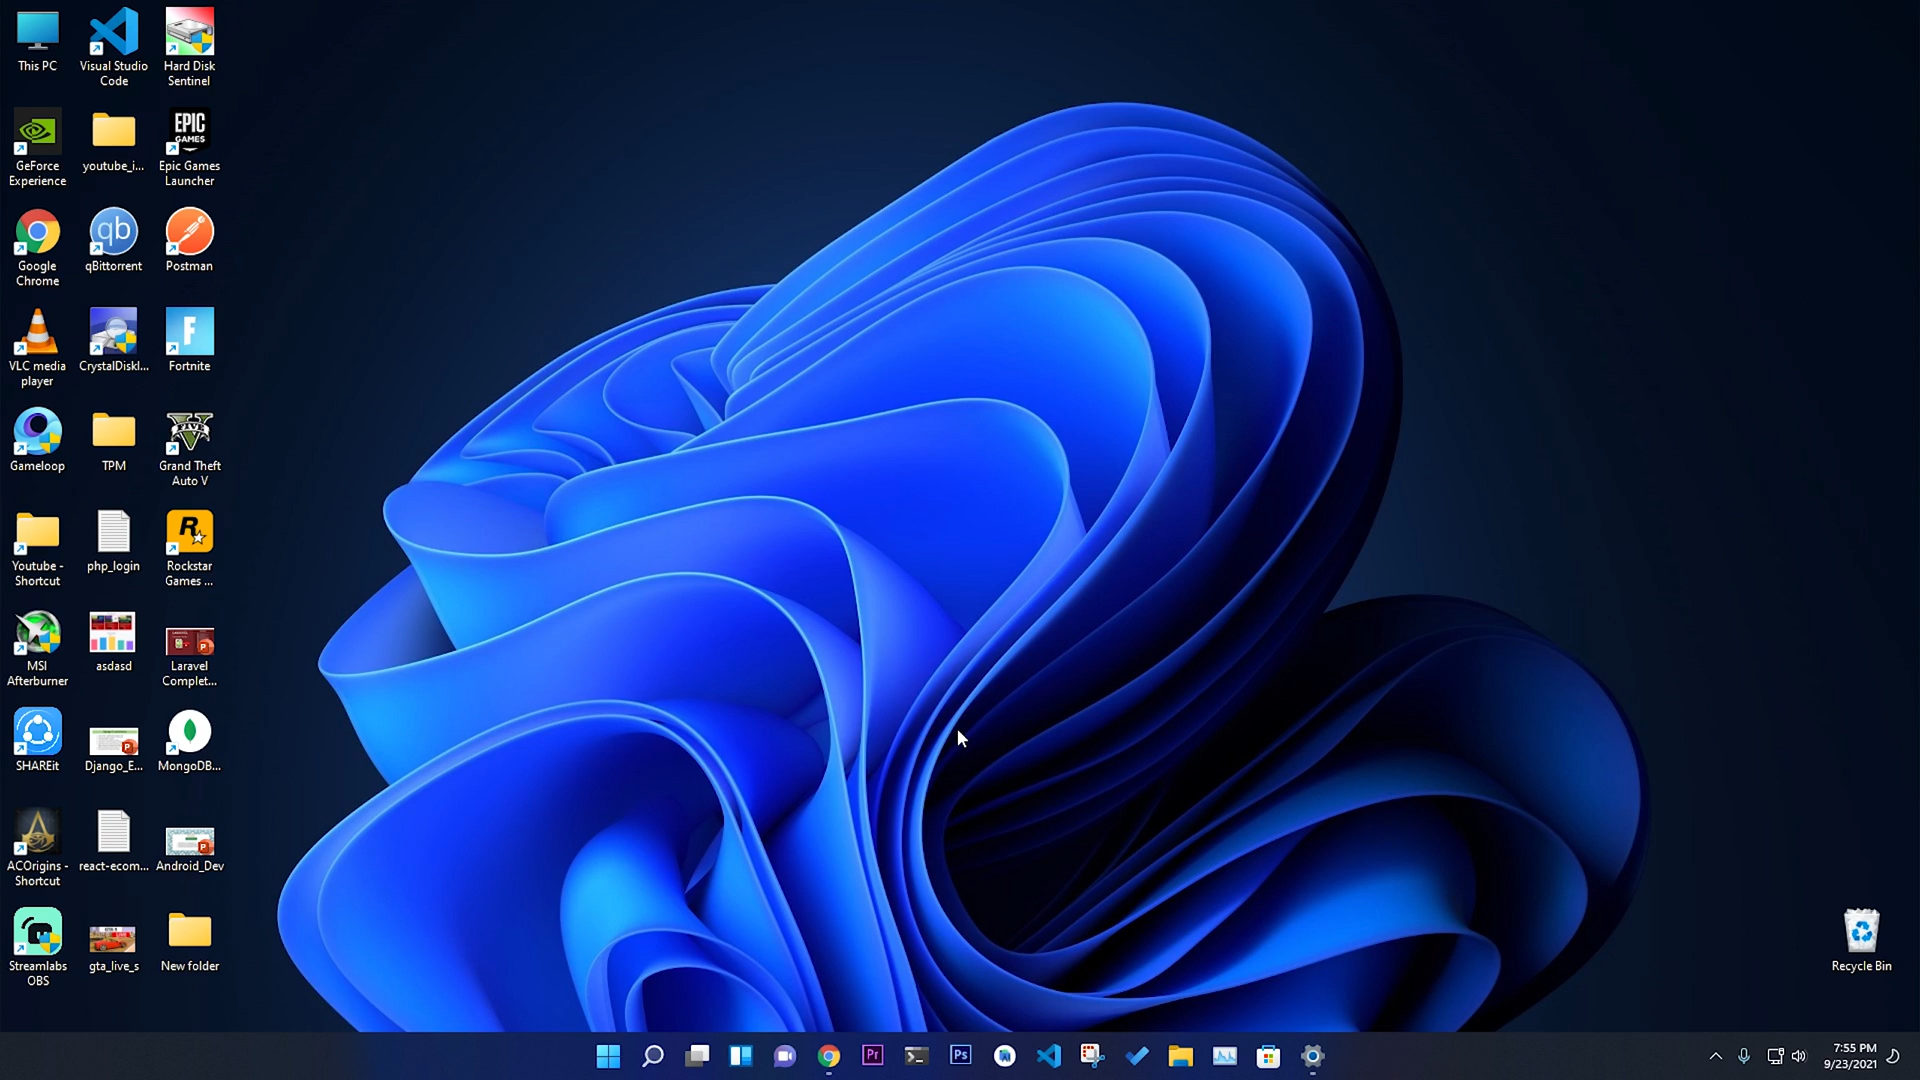 This PC
Visual Studio
Code
Hard Disk
Sentinel
GeForce
Experience
youtube_i...
EPIC
GAMES
Epic Games
Launcher
Google
Chrome
qb
qBittorrent
Postman
VLC media
player
CrystalDiskI...
F
Fortnite
Gameloop
TPM
V
FIVE
Grand Theft
Auto V
Youtube -
Shortcut
php_login
R
Rockstar
Games ...
MSI
Afterburner
asdasd
Laravel
Complet...
SHAREit
Django_E...
MongoDB...
ACOrigins -
Shortcut
react-ecom...
Android_Dev
Streamlabs
OBS
gta_live_s
New folder
Recycle Bin
Pr
Ps
7:55 PM
9/23/2021